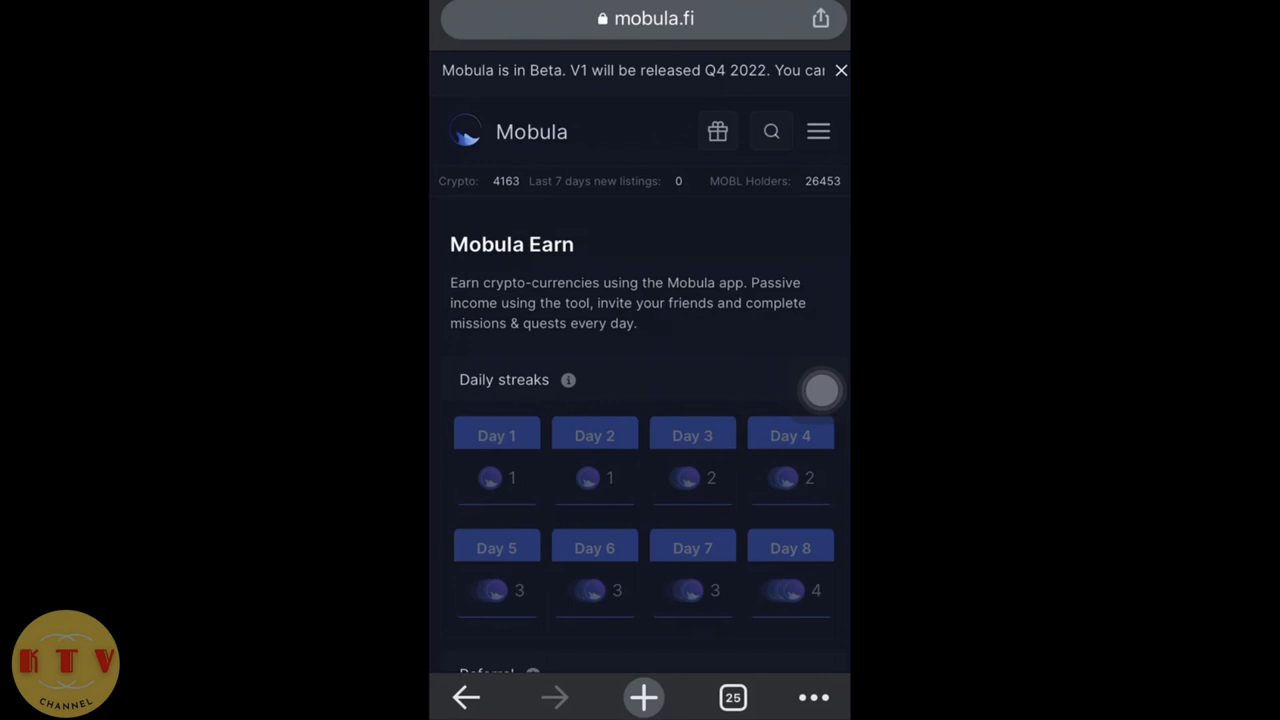 mobula.fi
Mobula is in Beta. V1 will be released Q4 2022. You can
Mobula
Crypto: 4163 Last 7 days new listings: 0 MOBL Holders: 26453
Mobula Earn
Earn crypto-currencies using the Mobula app. Passive
income using the tool, invite your friends and complete
missions & quests every day.
Daily streaks
Day 1 Day 2 Day 3 Day 4
1 1 2 2
Day 5 Day 6 Day 7 Day 8
3 3 3 4
Referral
25
KTV
CHANNEL